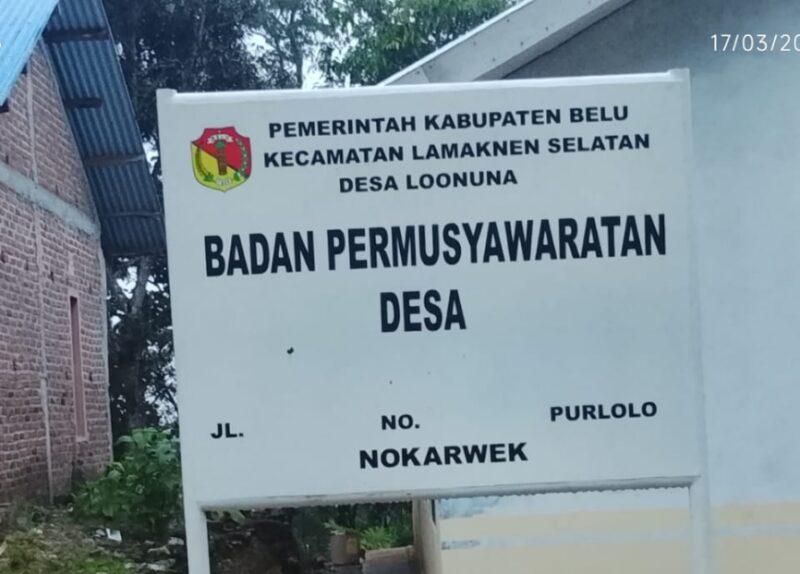 17/03/20
PEMERINTAH KABUPATEN BELU
KECAMATAN LAMAKNEN SELATAN
DESA LOONUNA
BADAN PERMUSYAWARATAN
DESA
JL. NO. PURLOLO
NOKARWEK